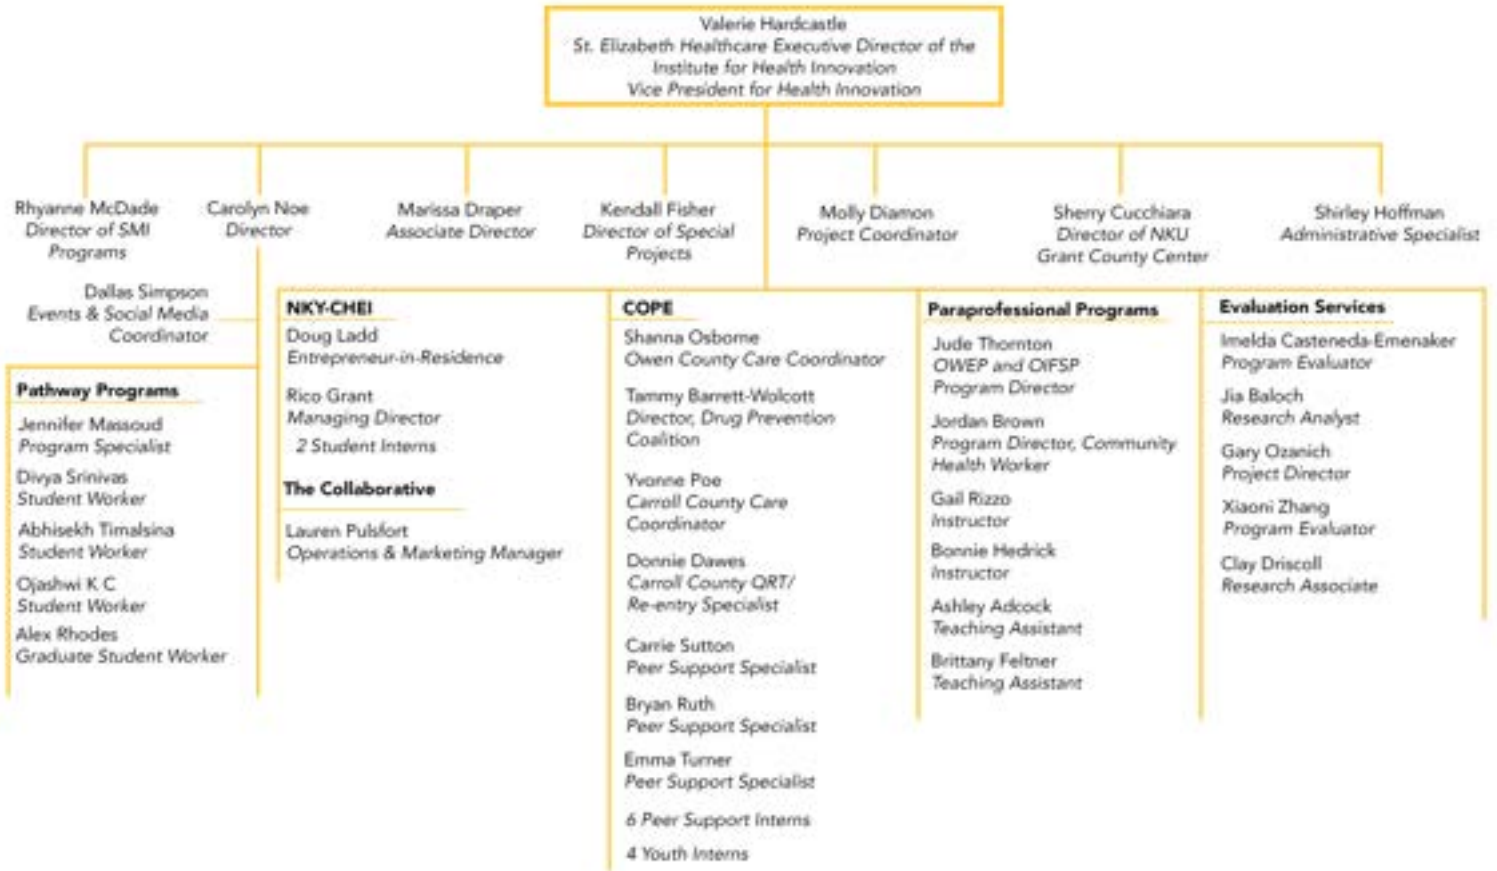 Valerie Hardcastle
St. Elizabeth Healthcare Executive Director of the
Institute for Health Innovation
Vice President for Health Innovation
Rhyanne McDade
Director of SMI
Programs
Carolyn Noe
Director
Marissa Draper
Associate Director
Kendall Fisher
Director of Special
Projects
Molly Diamon
Project Coordinator
Sherry Cucchiara
Director of NKU
Grant County Center
Shirley Hoffman
Administrative Specialist
Dallas Simpson
Events & Social Media
Coordinator
Pathway Programs
Jennifer Massoud
Program Specialist
Divya Srinivas
Student Worker
Abhisekh Timalsina
Student Worker
Ojashwi K C
Student Worker
Alex Rhodes
Graduate Student Worker
NKY-CHEI
Doug Ladd
Entrepreneur-in-Residence
Rico Grant
Managing Director
2 Student Interns
The Collaborative
Lauren Pulsfort
Operations & Marketing Manager
COPE
Shanna Osborne
Owen County Care Coordinator
Tammy Barrett-Wolcott
Director, Drug Prevention
Coalition
Yvonne Poe
Carroll County Care
Coordinator
Donnie Dawes
Carroll County QRT/
Re-entry Specialist
Carrie Sutton
Peer Support Specialist
Bryan Ruth
Peer Support Specialist
Emma Turner
Peer Support Specialist
6 Peer Support Interns
4 Youth Interns
Paraprofessional Programs
Jude Thornton
OWEP and OIFSP
Program Director
Jordan Brown
Program Director, Community
Health Worker
Gail Rizzo
Instructor
Bonnie Hedrick
Instructor
Ashley Adcock
Teaching Assistant
Brittany Feltner
Teaching Assistant
Evaluation Services
Imelda Casteneda-Emenaker
Program Evaluator
Jia Baloch
Research Analyst
Gary Ozanich
Project Director
Xiaoni Zhang
Program Evaluator
Clay Driscoll
Research Associate